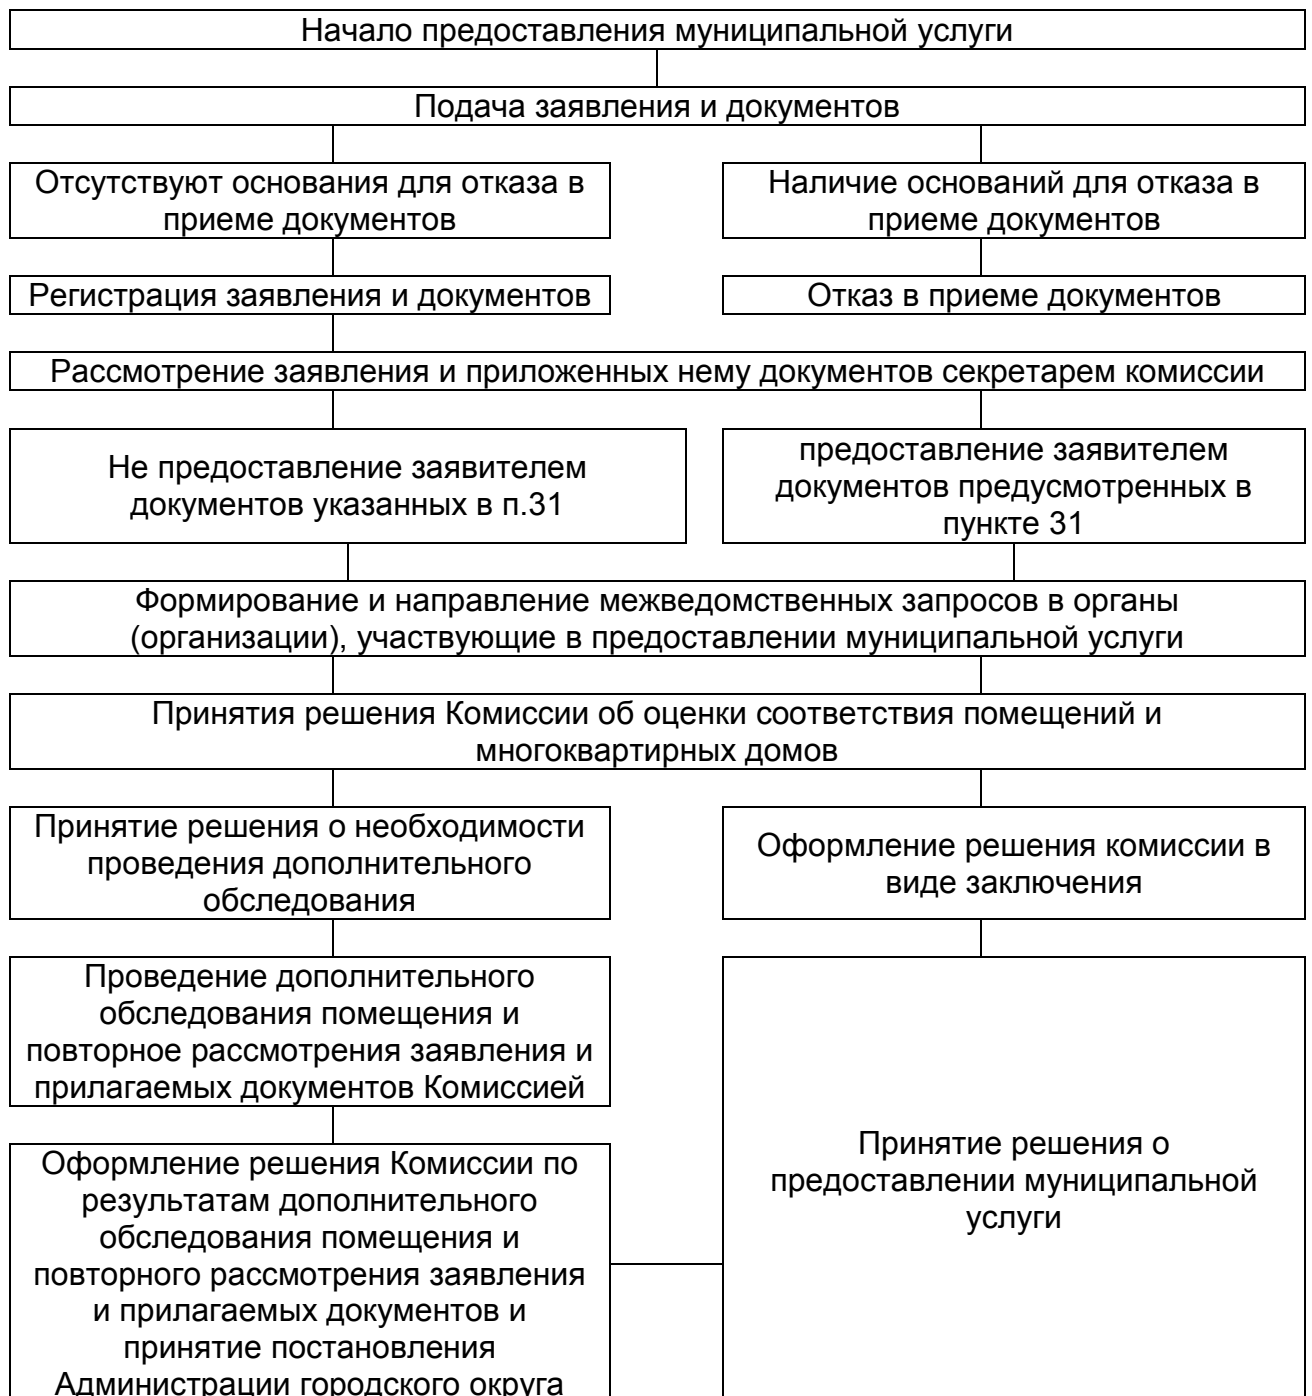 Начало предоставления муниципальной услуги
Подача заявления и документов
Отсутствуют основания для отказа в
приеме документов
Наличие оснований для отказа в
приеме документов
Регистрация заявления и документов
Отказ в приеме документов
Рассмотрение заявления и приложенных нему документов секретарем комиссии
Не предоставление заявителем
документов указанных в п.31
предоставление заявителем
документов предусмотренных в
пункте 31
Формирование и направление межведомственных запросов в органы
(организации), участвующие в предоставлении муниципальной услуги
Принятия решения Комиссии об оценки соответствия помещений и
многоквартирных домов
Принятие решения о необходимости
проведения дополнительного
обследования
Оформление решения комиссии в
виде заключения
Проведение дополнительного
обследования помещения и
повторное рассмотрения заявления и
прилагаемых документов Комиссией
Оформление решения Комиссии по
результатам дополнительного
обследования помещения и
повторного рассмотрения заявления
и прилагаемых документов и
принятие постановления
Администрации городского округа
Принятие решения о
предоставлении муниципальной
услуги